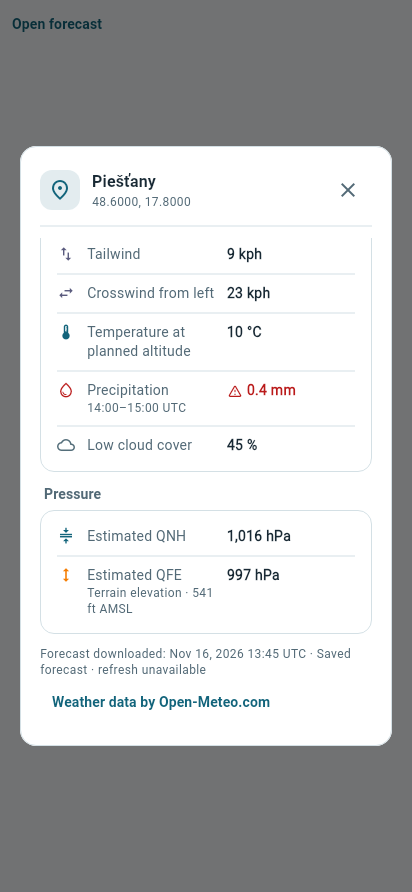 Open forecast
Piešťany
48.6000, 17.8000
Tailwind
9 kph
Crosswind from left
23 kph
Temperature at
planned altitude
10 °C
Precipitation
14:00–15:00 UTC
0.4 mm
Low cloud cover
45 %
Pressure
Estimated QNH
1,016 hPa
Estimated QFE
997 hPa
Terrain elevation · 541
ft AMSL
Forecast downloaded: Nov 16, 2026 13:45 UTC · Saved
forecast · refresh unavailable
Weather data by Open-Meteo.com